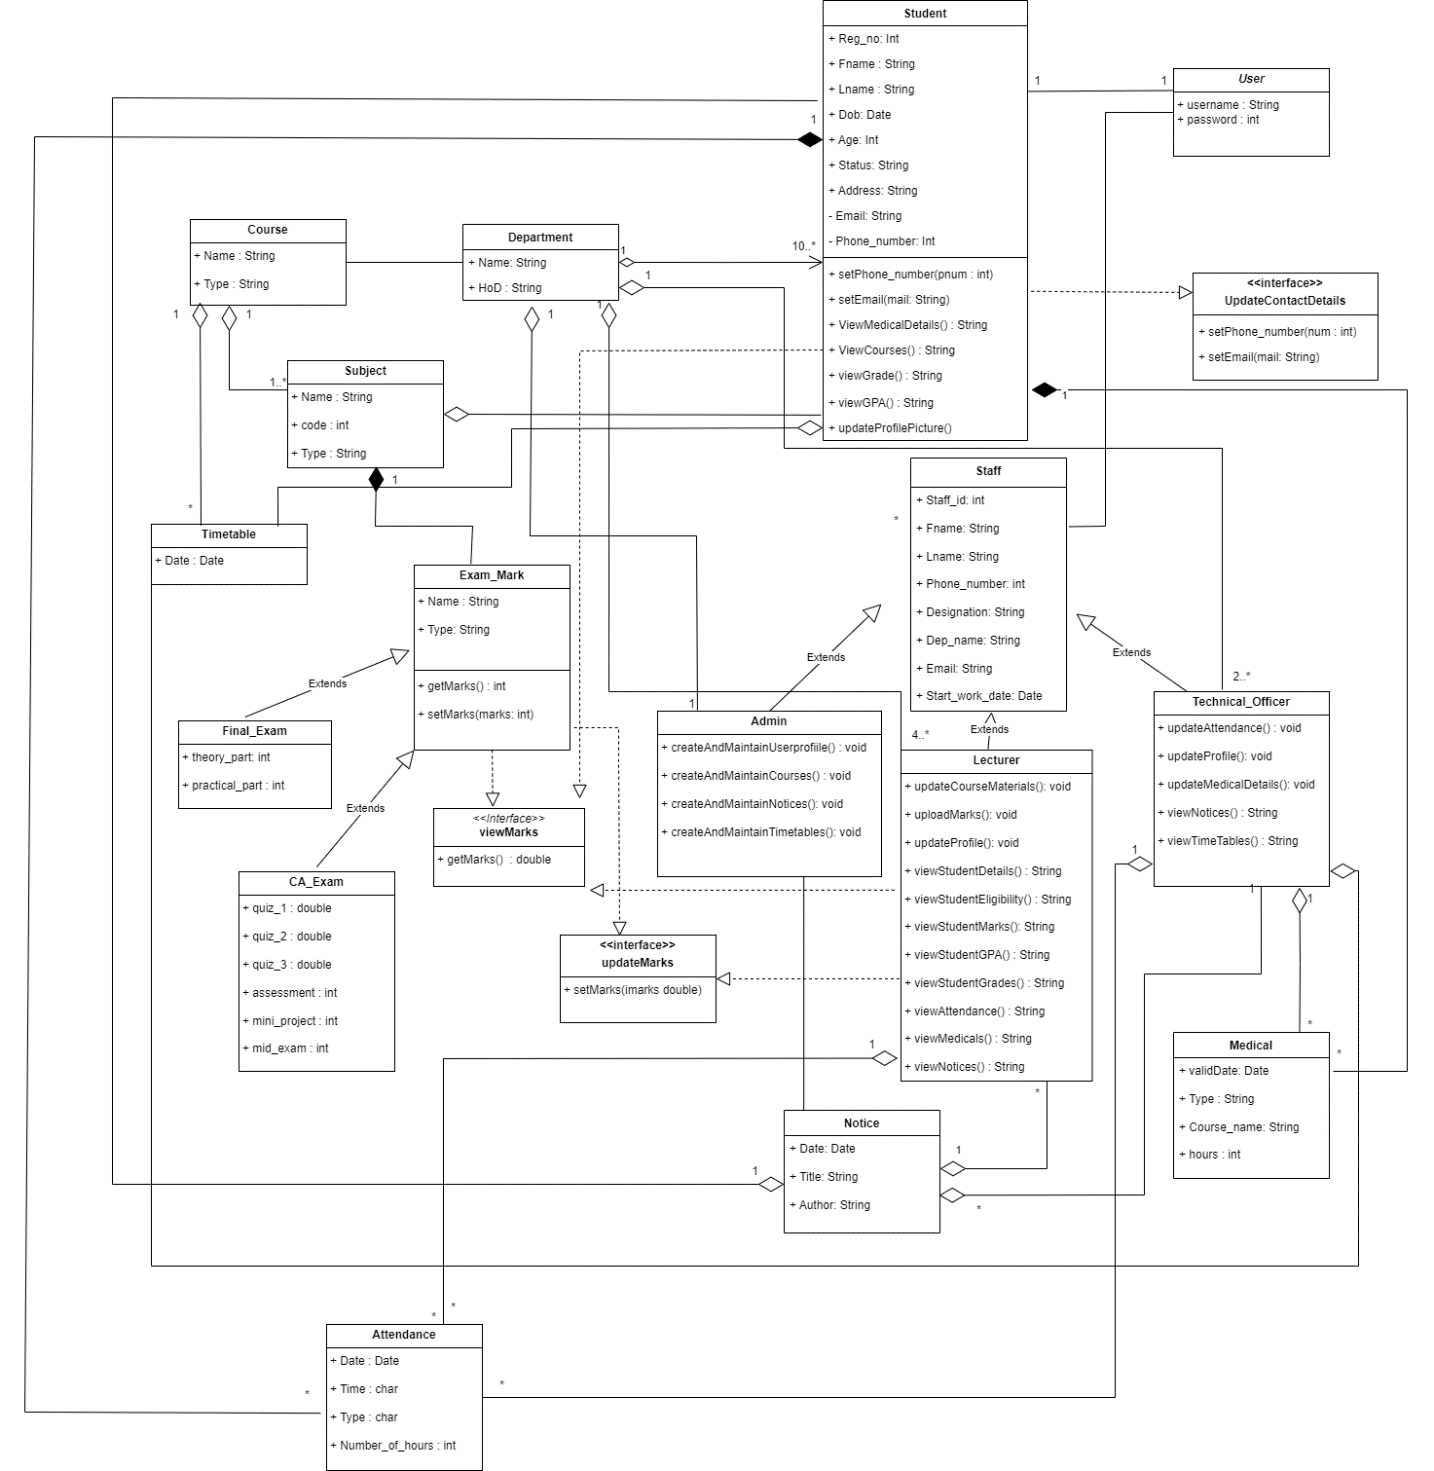 Student
+ Reg_no: Int
+ Fname : String
+ Lname : String
+ Dob: Date
+ Age: Int
+ Status: String
+ Address: String
- Email: String
- Phone_number: Int
+ setPhone_number(pnum : int)
+ setEmail(mail: String)
+ ViewMedicalDetails() : String
+ ViewCourses() : String
+ viewGrade() : String
+ viewGPA() : String
+ updateProfilePicture()
1
1
User
+ username : String
+ password : int
1
Course
+ Name : String
+ Type : String
Department
+ Name: String
+ HoD : String
1
10..*
1
1
1
1
1
<<interface>>
UpdateContactDetails
+ setPhone_number(num : int)
+ setEmail(mail: String)
1..*
Subject
+ Name : String
+ code : int
+ Type : String
1
1
*
Timetable
+ Date : Date
Staff
+ Staff_id: int
+ Fname: String
+ Lname: String
+ Phone_number: int
+ Designation: String
+ Dep_name: String
+ Email: String
+ Start_work_date: Date
*
Exam_Mark
+ Name : String
+ Type: String
+ getMarks() : int
+ setMarks(marks: int)
Extends
Extends
Extends
Extends
Extends
2..*
1
4..*
Final_Exam
+ theory_part: int
+ practical_part : int
Admin
+ createAndMaintainUserprofiile() : void
+ createAndMaintainCourses() : void
+ createAndMaintainNotices(): void
+ createAndMaintainTimetables(): void
Technical_Officer
+ updateAttendance() : void
+ updateProfile(): void
+ updateMedicalDetails(): void
+ viewNotices() : String
+ viewTimeTables() : String
Lecturer
+ updateCourseMaterials(): void
+ uploadMarks(): void
+ updateProfile(): void
+ viewStudentDetails() : String
+ viewStudentEligibility() : String
+ viewStudentMarks(): String
+ viewStudentGPA() : String
+ viewStudentGrades() : String
+ viewAttendance() : String
+ viewMedicals() : String
+ viewNotices() : String
<<Interface>>
viewMarks
+ getMarks() : double
CA_Exam
+ quiz_1 : double
+ quiz_2 : double
+ quiz_3 : double
+ assessment : int
+ mini_project : int
+ mid_exam : int
<<interface>>
updateMarks
+ setMarks(imarks double)
1
1
1
1
*
*
Medical
+ validDate: Date
+ Type : String
+ Course_name: String
+ hours : int
*
Notice
+ Date: Date
+ Title: String
+ Author: String
1
1
*
*
*
*
*
Attendance
+ Date : Date
+ Time : char
+ Type : char
+ Number_of_hours : int